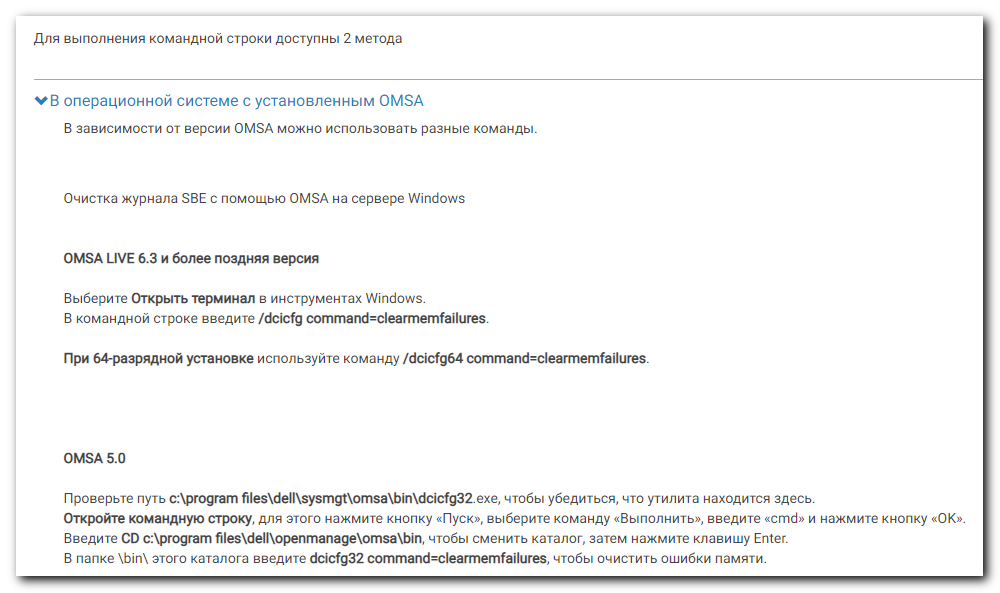 Для выполнения командной строки доступны 2 метода
В операционной системе с установленным OMSA
В зависимости от версии OMSA можно использовать разные команды.
Очистка журнала SBE с помощью OMSA на сервере Windows
OMSA LIVE 6.3 и более поздняя версия
Выберите Открыть терминал в инструментах Windows.
В командной строке введите /dcicfg command=clearmemfailures.
При 64-разрядной установке используйте команду /dcicfg64 command=clearmemfailures.
OMSA 5.0
Проверьте путь c:\program files\dell\sysmgt\omsa\bin\dcicfg32.exe, чтобы убедиться, что утилита находится здесь.
Откройте командную строку, для этого нажмите кнопку «Пуск», выберите команду «Выполнить», введите «cmd» и нажмите кнопку «OK».
Введите CD c:\program files\dell\openmanage\omsa\bin, чтобы сменить каталог, затем нажмите клавишу Enter.
В папке \bin\ этого каталога введите dcicfg32 command=clearmemfailures, чтобы очистить ошибки памяти.